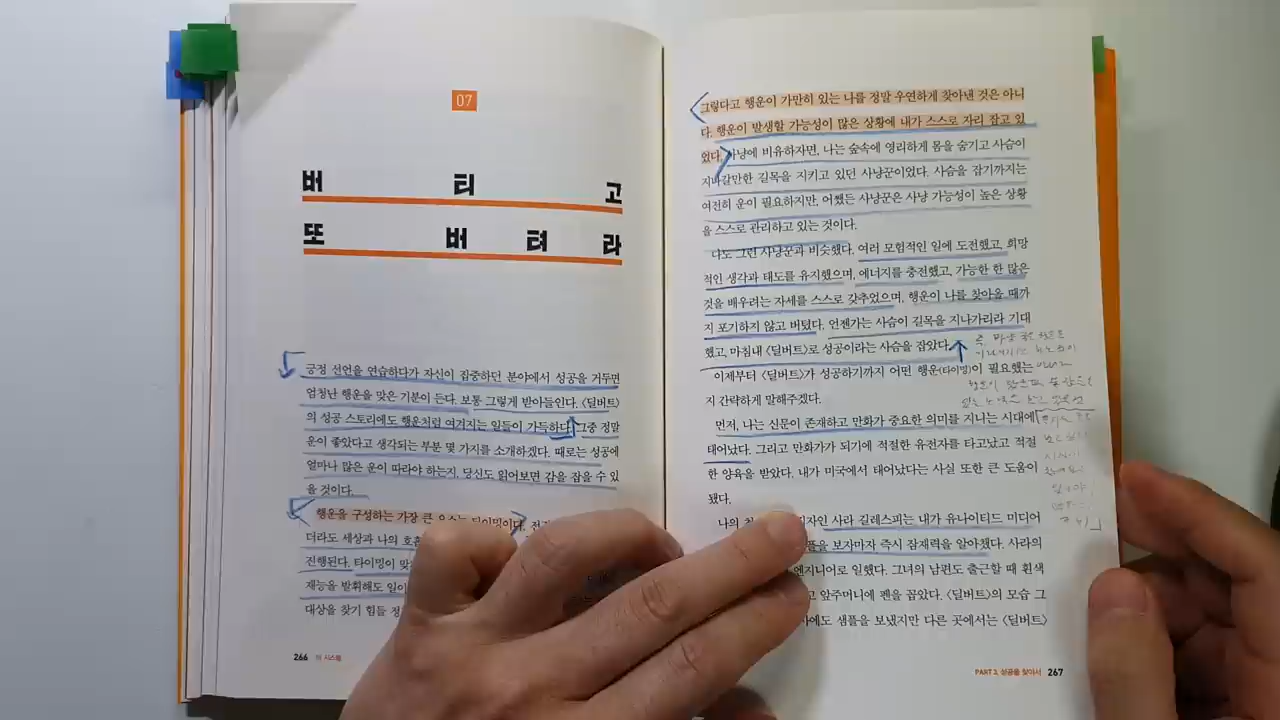 07
버티고
또 버텨라
긍정 선언을 연습하다가 자신이 집중하던 분야에서 성공을 거두면
엄청난 행운을 맞은 기분이 든다. 보통 그렇게 받아들인다. 〈딜버트〉
의 성공 스토리에도 행운처럼 여겨지는 일들이 가득하다. 그중 정말
운이 좋았다고 생각되는 부분 몇 가지를 소개하겠다. 때로는 성공에
얼마나 많은 운이 따라야 하는지, 당신도 읽어보면 감을 잡을 수 있
을 것이다.
행운을 구성하는 가장 큰 요소는 타이밍이다.
더라도 세상과 나의
진행된다. 타이밍이
재능을 발휘해도 일이
대상을 찾기 힘들
266 더 시스템
그렇다고 행운이 가만히 있는 나를 정말 우연하게 찾아낸 것은 아니
다. 행운이 발생할 가능성이 많은 상황에 내가 스스로 자리 잡고 있
었다. 사냥에 비유하자면, 나는 숲속에 영리하게 몸을 숨기고 사슴이
지나갈만한 길목을 지키고 있던 사냥꾼이었다. 사슴을 잡기까지는
여전히 운이 필요하지만, 어쨌든 사냥꾼은 사냥 가능성이 높은 상황
을 스스로 관리하고 있는 것이다.
나도 그런 사냥꾼과 비슷했다. 여러 모험적인 일에 도전했고, 희망
적인 생각과 태도를 유지했으며, 에너지를 충전했고, 가능한 한 많은
것을 배우려는 자세를 스스로 갖추었으며, 행운이 나를 찾아올 때까
지 포기하지 않고 버텼다. 언젠가는 사슴이 길목을 지나가리라 기대
했고, 마침내 〈딜버트〉로 성공이라는 사슴을 잡았다.
이제부터 〈딜버트〉가 성공하기까지 어떤 행운(타이밍)이 필요했는
지 간략하게 말해주겠다.
먼저, 나는 신문이 존재하고 만화가 중요한 의미를 지니는 시대에
태어났다. 그리고 만화가가 되기에 적절한 유전자를 타고났고 적절
한 양육을 받았다. 내가 미국에서 태어났다는 사실 또한 큰 도움이
됐다.
나의 사라 길레스피는 내가 유나이티드 미디어
보자마자 즉시 잠재력을 알아챘다. 사라의
엔지니어로 일했다. 그녀의 남편도 출근할 때 흰색
앞주머니에 펜을 꼽았다. 〈딜버트〉의 모습 그
샘플을 보냈지만 다른 곳에서는 〈딜버트〉
PART 2. 성공을 찾아서 267